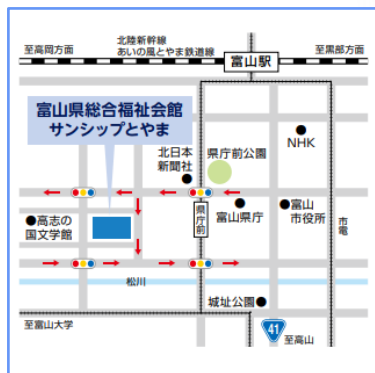 北陸新幹線
あいの風とやま鉄道線
至高岡方面
至黒部方面
富山駅
富山県総合福祉会館
サンシップとやま
NHK
北日本
新聞社
県庁前公園
高志の
国文学館
県庁前
富山県庁
富山
市役所
市電
松川
城址公園
至富山大学
41
至高山